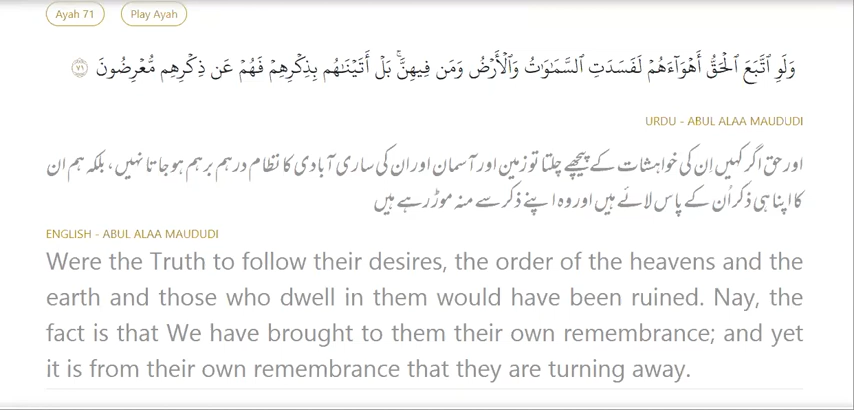 Ayah 71 Play Ayah
وَلَوِ ٱتَّبَعَ ٱلْحَقُّ أَهْوَآءَهُمْ لَفَسَدَتِ ٱلسَّمَـٰوَٰتُ وَٱلْأَرْضُ وَمَن فِيهِنَّ ۚ بَلْ أَتَيْنَـٰهُم بِذِكْرِهِمْ فَهُمْ عَن ذِكْرِهِم مُّعْرِضُونَ ٧١
URDU - ABUL ALAA MAUDUDI
اور حق اگر کہیں اِن کی خواہشات کے پیچھے چلتا تو زمین اور آسمان اور ان کی ساری آبادی کا نظام درہم برہم ہو جاتا نہیں، بلکہ ہم ان
کا اپنا ہی ذکر اُن کے پاس لائے ہیں اور وہ اپنے ذکر سے منہ موڑ رہے ہیں
ENGLISH - ABUL ALAA MAUDUDI
Were the Truth to follow their desires, the order of the heavens and the
earth and those who dwell in them would have been ruined. Nay, the
fact is that We have brought to them their own remembrance; and yet
it is from their own remembrance that they are turning away.